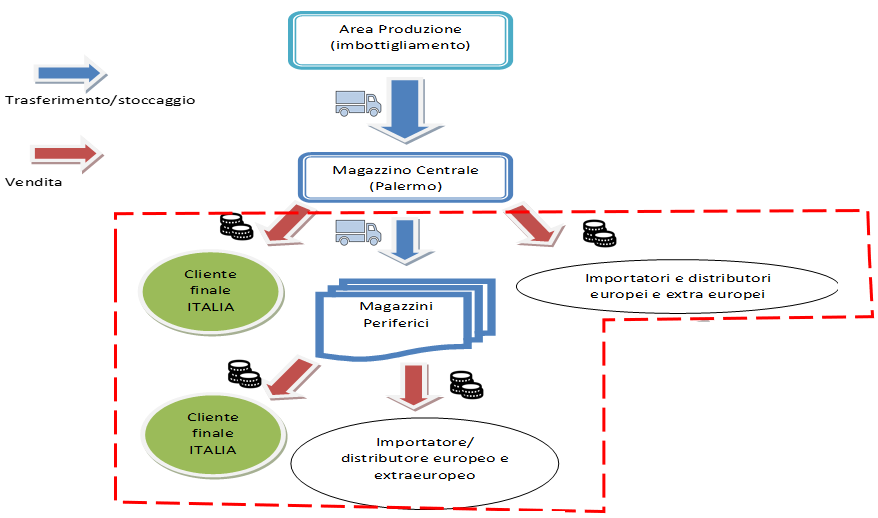 Area Produzione
(imbottigliamento)
Trasferimento/stoccaggio
Magazzino Centrale
(Palermo)
Vendita
Cliente
finale
ITALIA
Magazzini
Periferici
Importatori e distributori
europei e extra europei
Cliente
finale
ITALIA
Importatore/
distributore europeo e
extraeuropeo